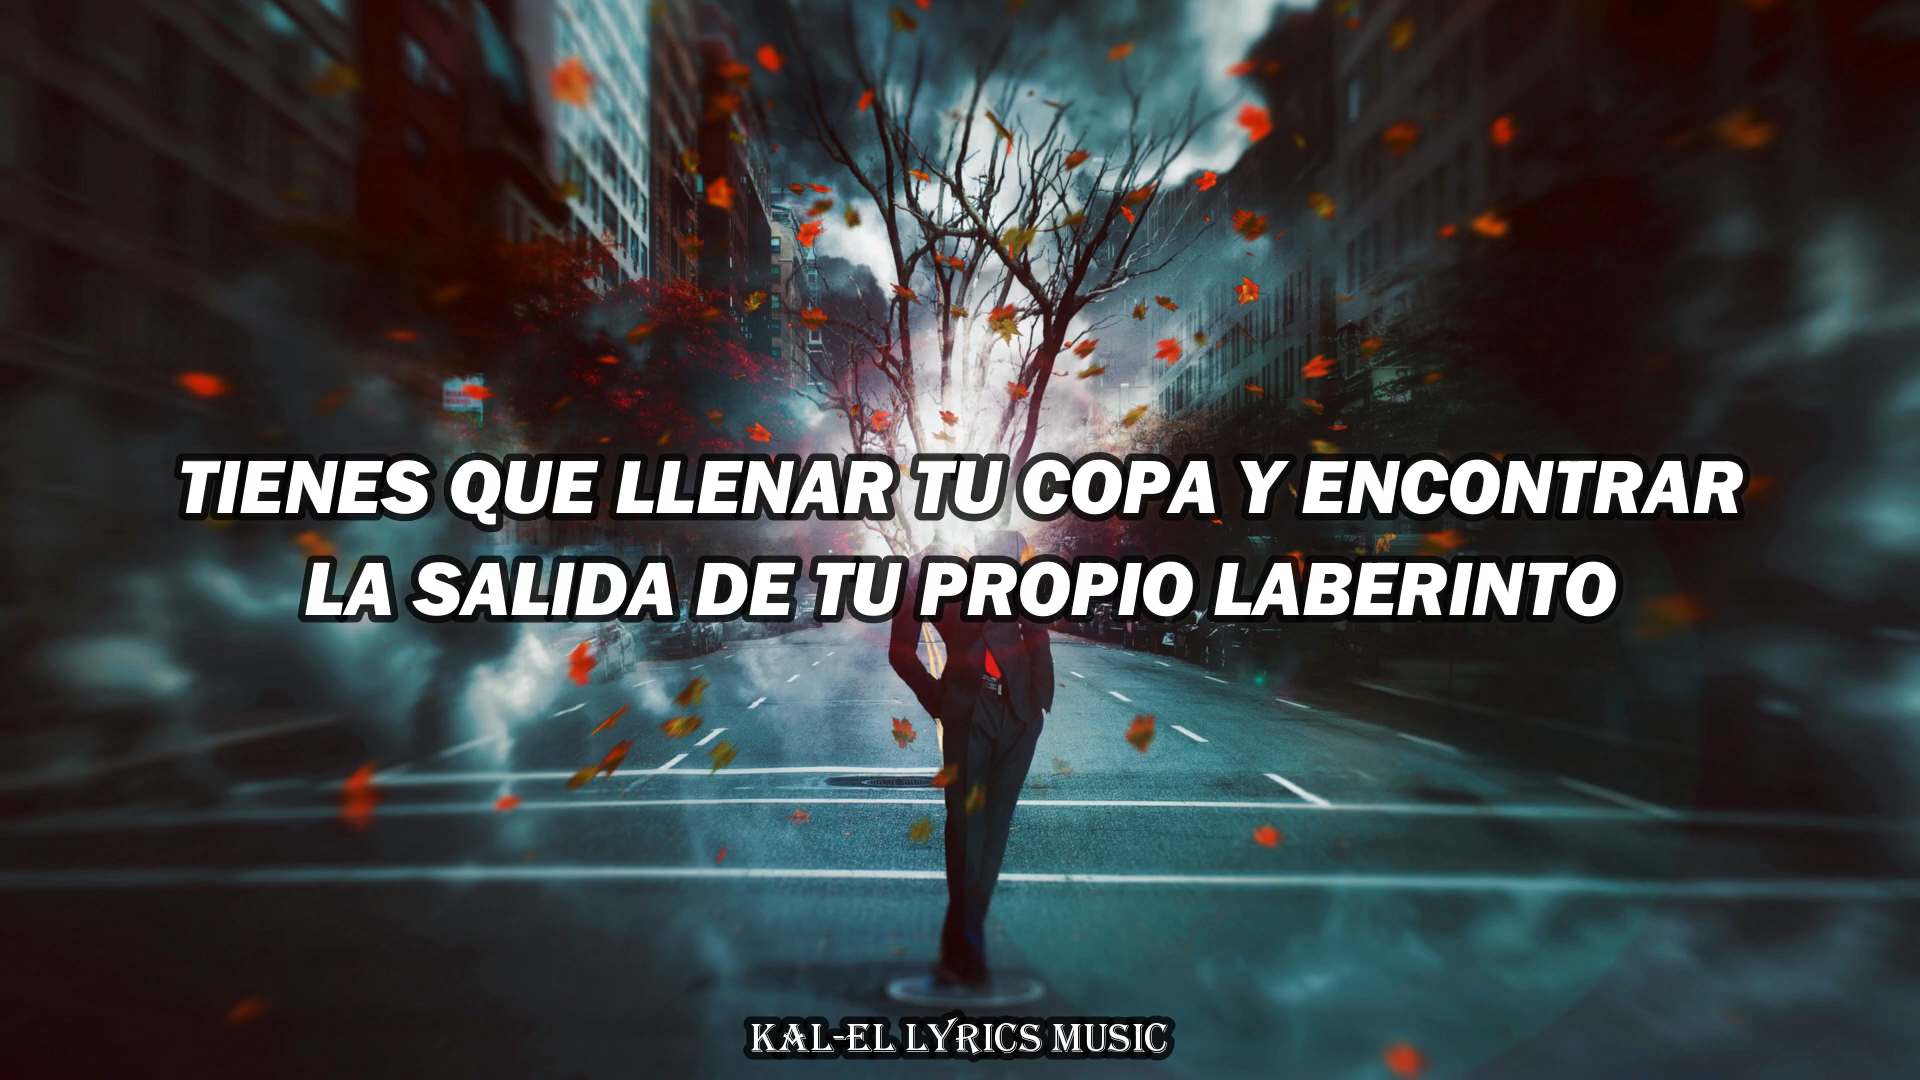 TIENES QUE LLENAR TU COPA Y ENCONTRAR
LA SALIDA DE TU PROPIO LABERINTO
KAL-EL LYRICS MUSIC